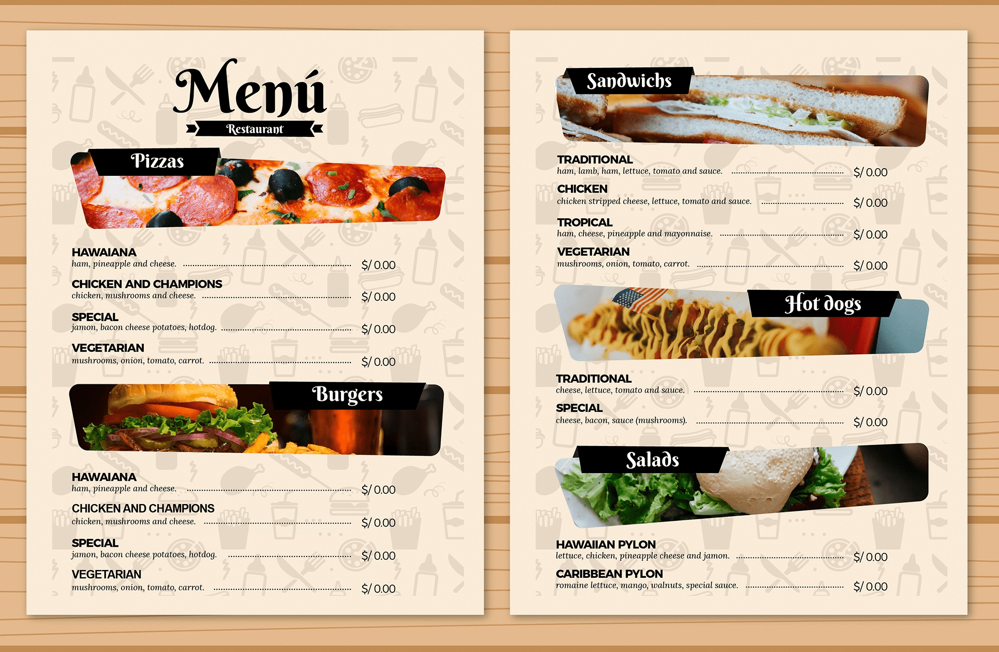 Menú
Restaurant
Pizzas
HAWAIANA
ham, pineapple and cheese. S/ 0.00
CHICKEN AND CHAMPIONS
chicken, mushrooms and cheese. S/ 0.00
SPECIAL
jamon, bacon cheese potatoes, hotdog. S/ 0.00
VEGETARIAN
mushrooms, onion, tomato, carrot. S/ 0.00
Burgers
HAWAIANA
ham, pineapple and cheese. S/ 0.00
CHICKEN AND CHAMPIONS
chicken, mushrooms and cheese. S/ 0.00
SPECIAL
jamon, bacon cheese potatoes, hotdog. S/ 0.00
VEGETARIAN
mushrooms, onion, tomato, carrot. S/ 0.00
Sandwichs
TRADITIONAL
ham, lamb, ham, lettuce, tomato and sauce. S/ 0.00
CHICKEN
chicken stripped cheese, lettuce, tomato and sauce. S/ 0.00
TROPICAL
ham, cheese, pineapple and mayonnaise. S/ 0.00
VEGETARIAN
mushrooms, onion, tomato, carrot. S/ 0.00
Hot dogs
TRADITIONAL
cheese, lettuce, tomato and sauce. S/ 0.00
SPECIAL
cheese, bacon, sauce (mushrooms). S/ 0.00
Salads
HAWAIIAN PYLON
lettuce, chicken, pineapple cheese and jamon. S/ 0.00
CARIBBEAN PYLON
romaine lettuce, mango, walnuts, special sauce. S/ 0.00